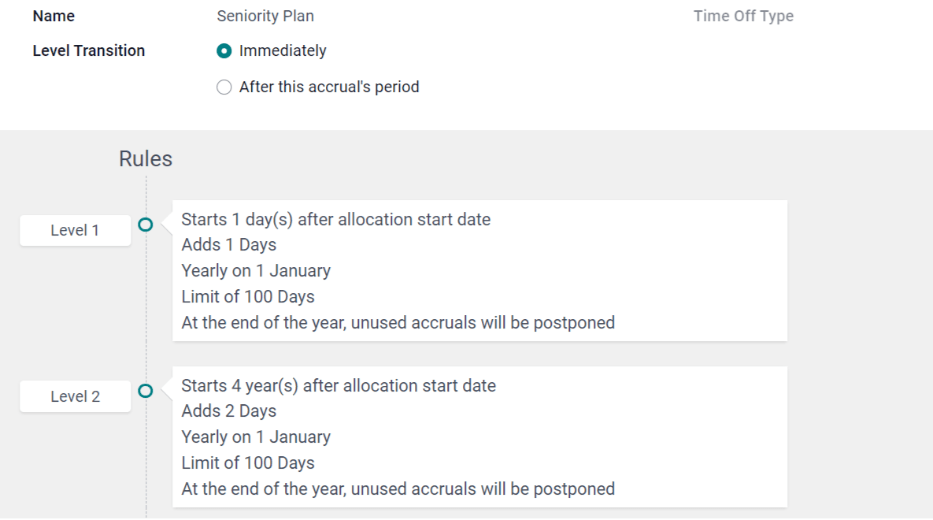 Name Seniority Plan Time Off Type
Level Transition Immediately
After this accrual's period
Rules
Level 1
Starts 1 day(s) after allocation start date
Adds 1 Days
Yearly on 1 January
Limit of 100 Days
At the end of the year, unused accruals will be postponed
Level 2
Starts 4 year(s) after allocation start date
Adds 2 Days
Yearly on 1 January
Limit of 100 Days
At the end of the year, unused accruals will be postponed